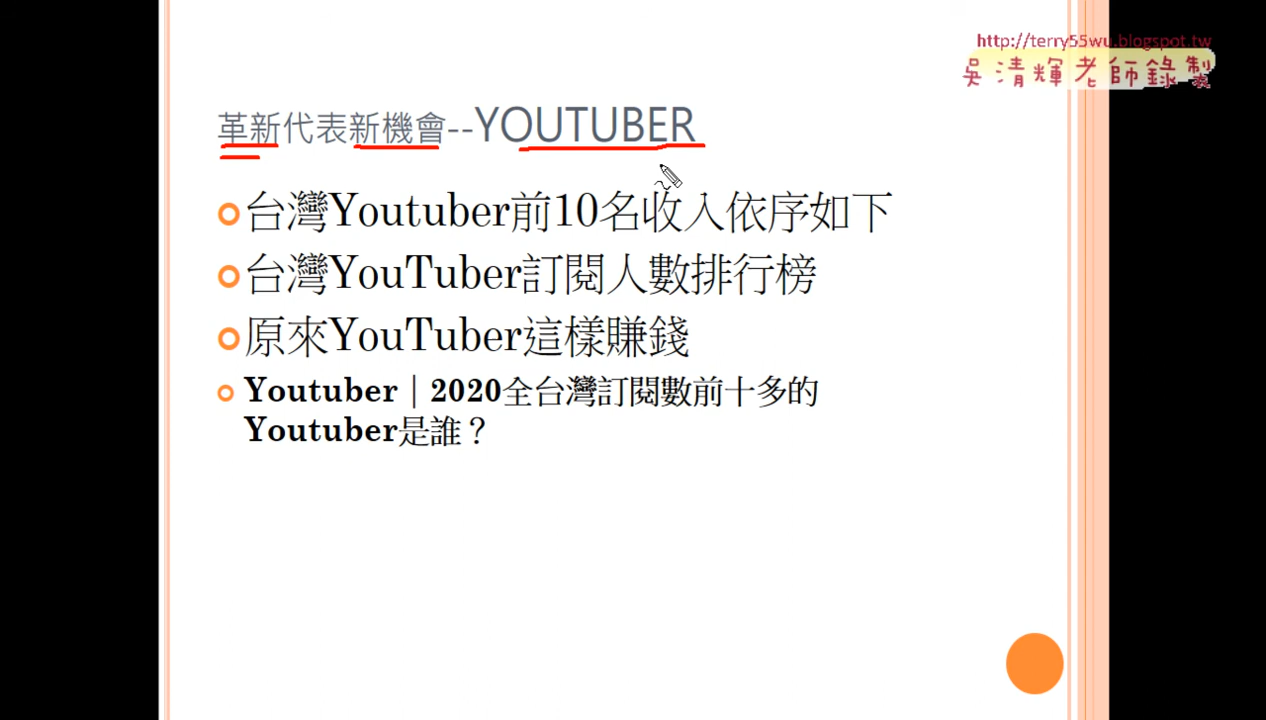 http://terry55wu.blogspot.tw
吳清輝老師錄製
革新代表新機會--YOUTUBER
台灣Youtuber前10名收入依序如下
台灣YouTuber訂閱人數排行榜
原來YouTuber這樣賺錢
Youtuber｜2020全台灣訂閱數前十多的
Youtuber是誰？